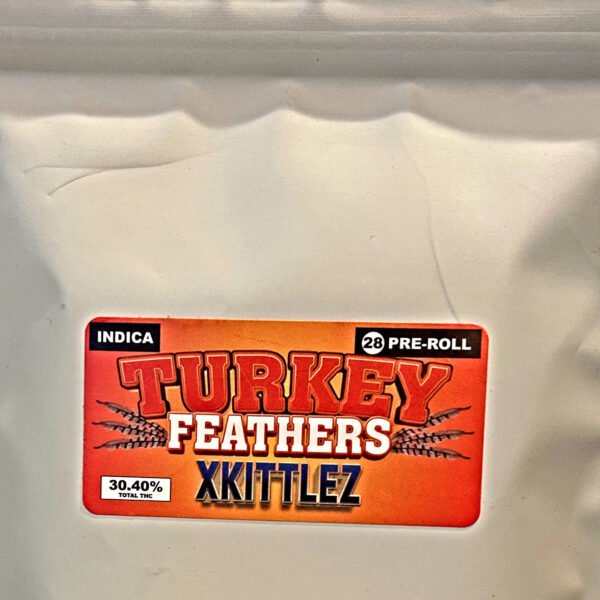 INDICA
28 PRE-ROLL
TURKEY
FEATHERS
XKITTLEZ
30.40%
TOTAL THC